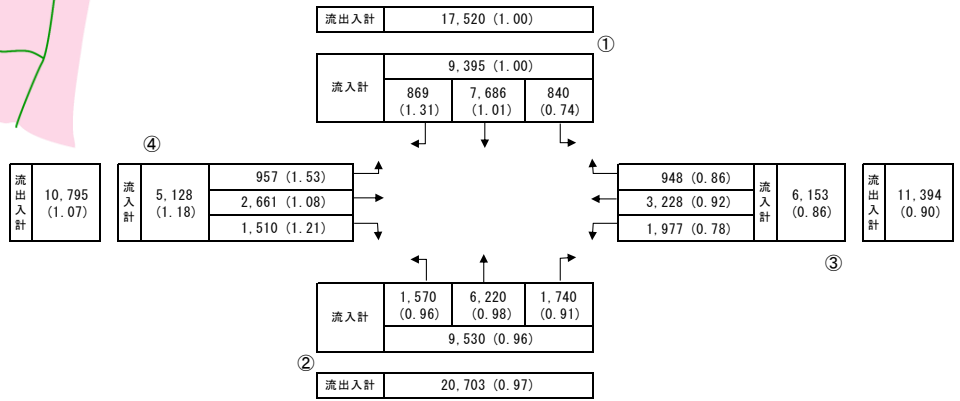 流出入計 17,520 (1.00)
①
流入計 9,395 (1.00)
869 7,686 840
(1.31) (1.01) (0.74)
④
流出入計 10,795 (1.07)
流入計 5,128 (1.18)
957 (1.53)
2,661 (1.08)
1,510 (1.21)
948 (0.86)
3,228 (0.92)
1,977 (0.78)
流入計 6,153 (0.86)
流出入計 11,394 (0.90)
③
流入計
1,570 6,220 1,740
(0.96) (0.98) (0.91)
9,530 (0.96)
②
流出入計 20,703 (0.97)